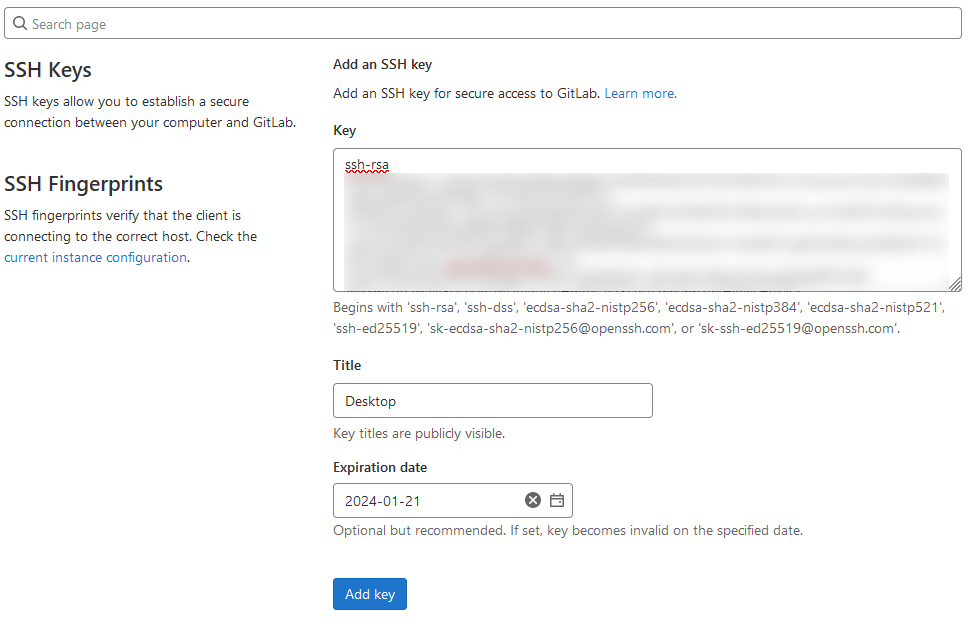 Search page
SSH Keys
SSH keys allow you to establish a secure
connection between your computer and GitLab.
SSH Fingerprints
SSH fingerprints verify that the client is
connecting to the correct host. Check the
current instance configuration.
Add an SSH key
Add an SSH key for secure access to GitLab. Learn more.
Key
ssh-rsa
Begins with 'ssh-rsa', 'ssh-dss', 'ecdsa-sha2-nistp256', 'ecdsa-sha2-nistp384', 'ecdsa-sha2-nistp521',
'ssh-ed25519', 'sk-ecdsa-sha2-nistp256@openssh.com', or 'sk-ssh-ed25519@openssh.com'.
Title
Desktop
Key titles are publicly visible.
Expiration date
2024-01-21
Optional but recommended. If set, key becomes invalid on the specified date.
Add key